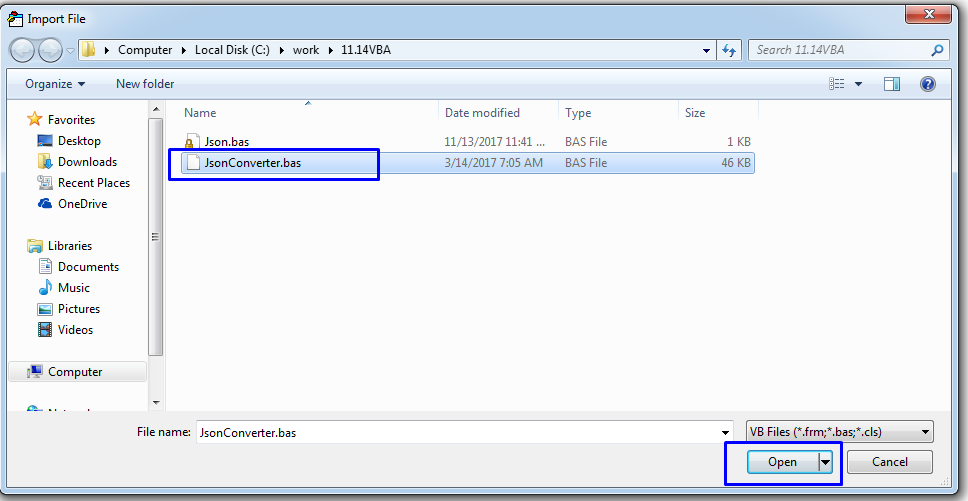 Import File
Computer Local Disk (C:) work 11.14VBA Search 11.14VBA
Organize New folder
Name Date modified Type Size
Favorites
Desktop
Downloads
Recent Places
OneDrive
Libraries
Documents
Music
Pictures
Videos
Computer
Json.bas 11/13/2017 11:41 ... BAS File 1 KB
JsonConverter.bas 3/14/2017 7:05 AM BAS File 46 KB
File name: JsonConverter.bas VB Files (*.frm;*.bas;*.cls)
Open Cancel